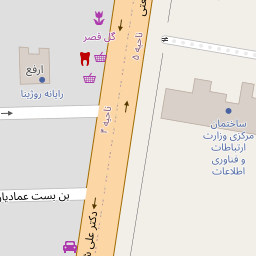 گل قصر
ناحیه ۵
ارفع
رایانه روژینا
ناحیه ۴
ساختمان
مرکزی وزارت
ارتباطات
و فناوری
اطلاعات
بن بست عمادیا
دکتر علی